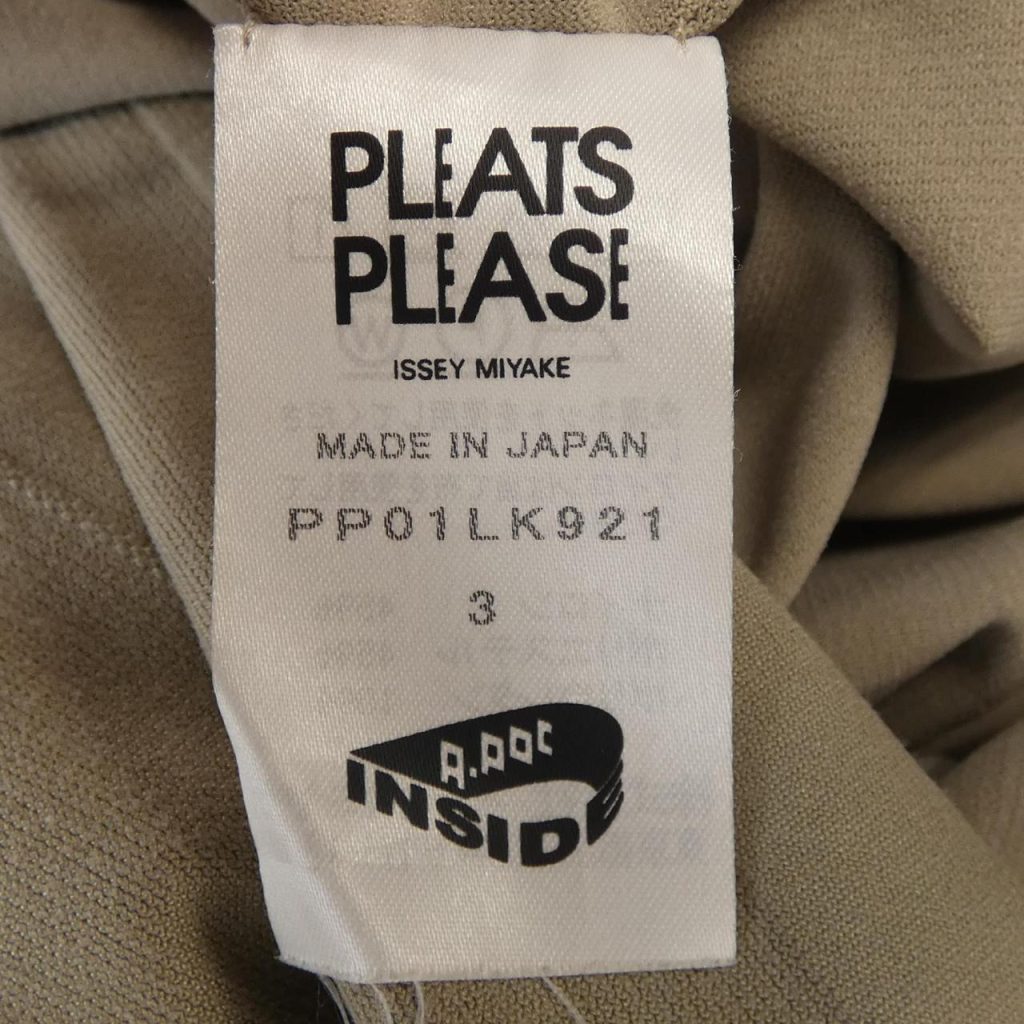 PLEATS
PLEASE
ISSEY MIYAKE
MADE IN JAPAN
PP01LK921
3
A.POC
INSIDE